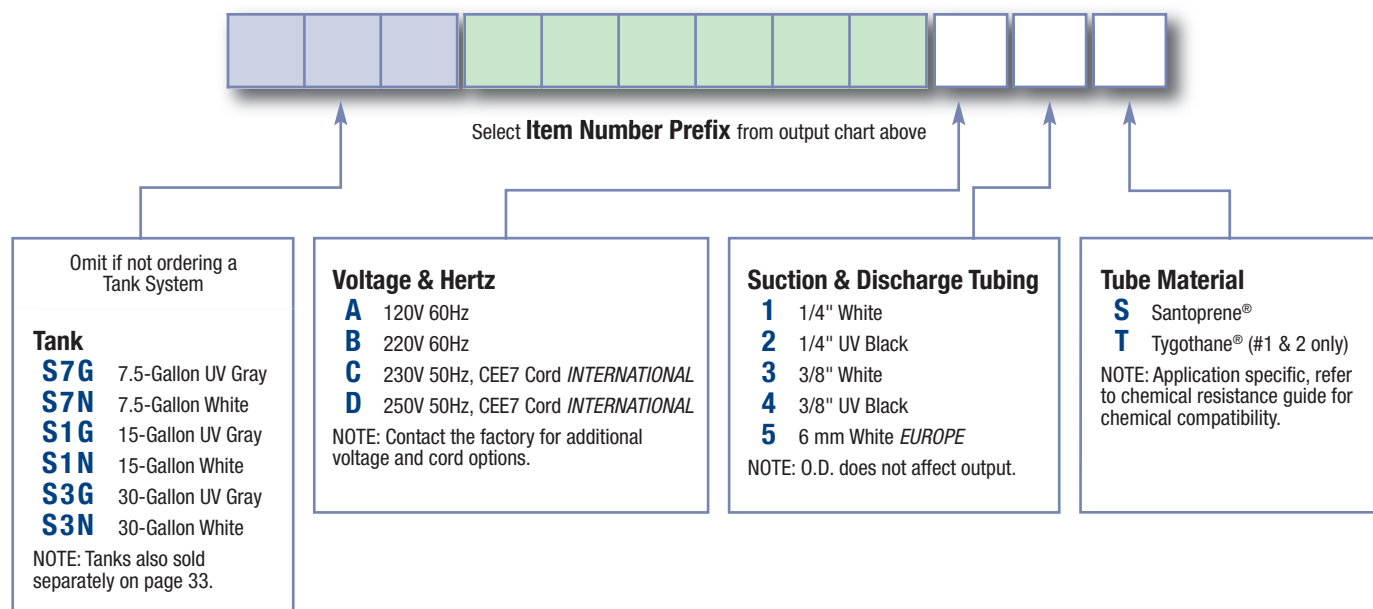 Select Item Number Prefix from output chart above
Omit if not ordering a
Tank System
Tank
S7G 7.5-Gallon UV Gray
S7N 7.5-Gallon White
S1G 15-Gallon UV Gray
S1N 15-Gallon White
S3G 30-Gallon UV Gray
S3N 30-Gallon White
NOTE: Tanks also sold
separately on page 33.
Voltage & Hertz
A 120V 60Hz
B 220V 60Hz
C 230V 50Hz, CEE7 Cord INTERNATIONAL
D 250V 50Hz, CEE7 Cord INTERNATIONAL
NOTE: Contact the factory for additional
voltage and cord options.
Suction & Discharge Tubing
1 1/4" White
2 1/4" UV Black
3 3/8" White
4 3/8" UV Black
5 6 mm White EUROPE
NOTE: O.D. does not affect output.
Tube Material
S Santoprene®
T Tygothane® (#1 & 2 only)
NOTE: Application specific, refer
to chemical resistance guide for
chemical compatibility.